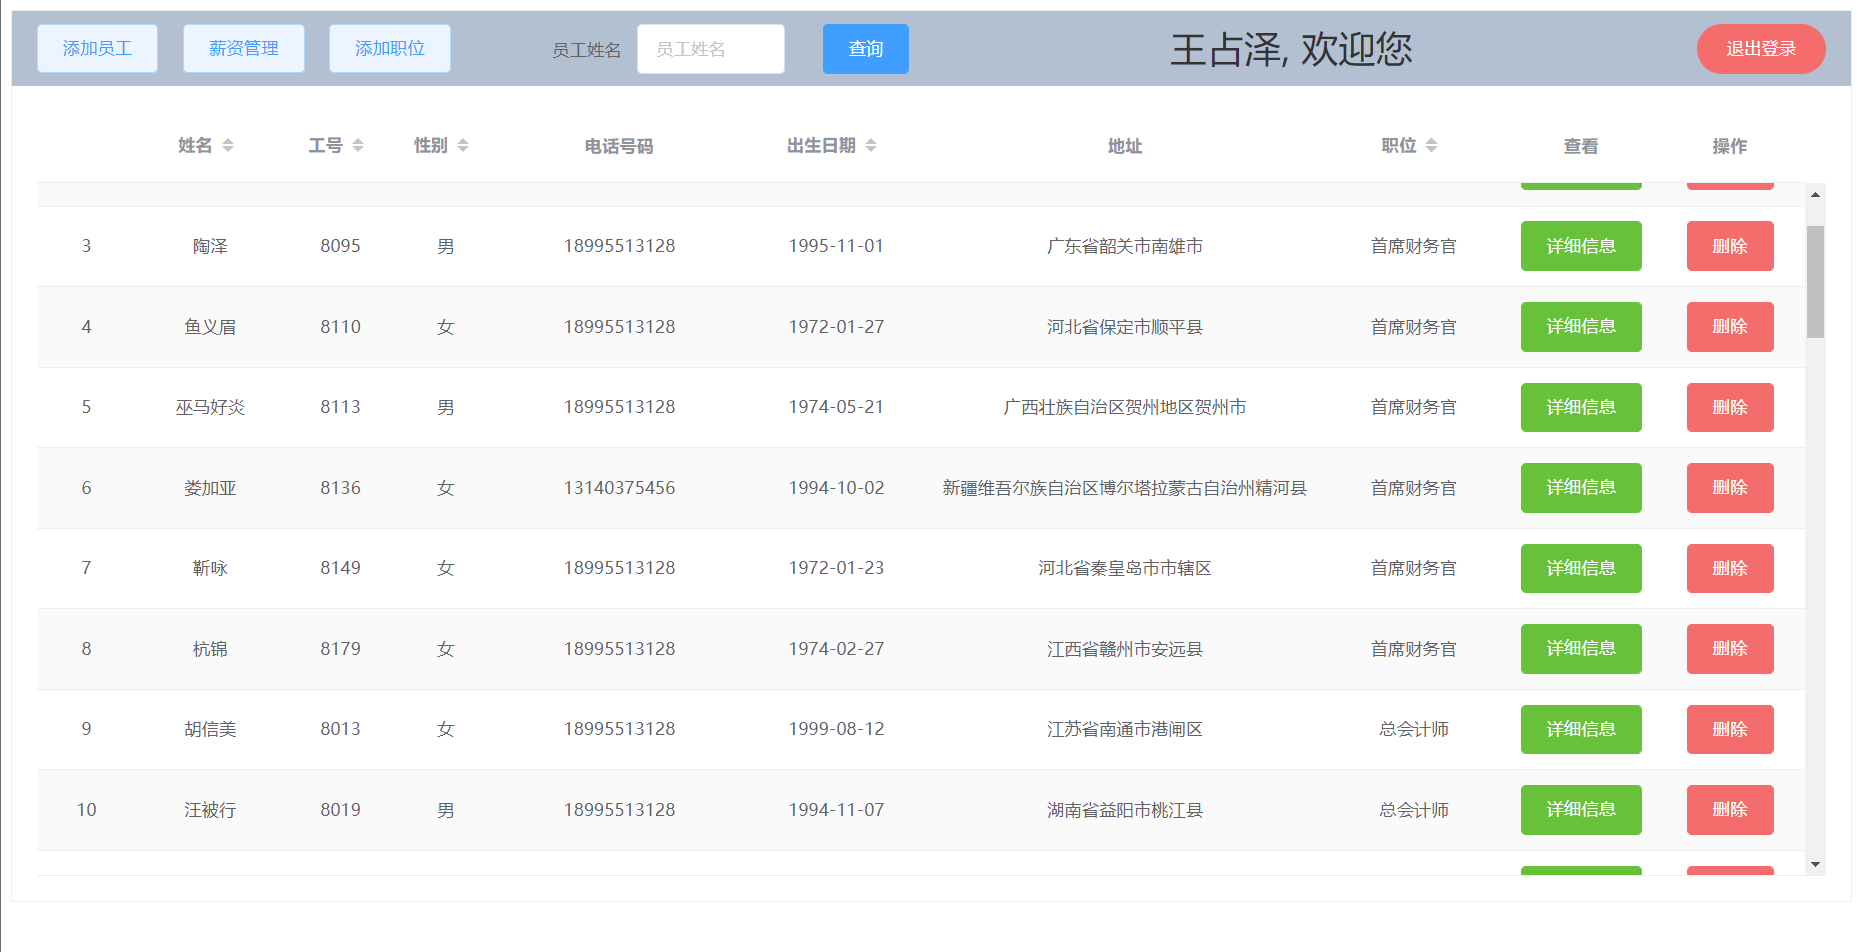 添加员工 薪资管理 添加职位 员工姓名 员工姓名 查询 王占泽, 欢迎您 退出登录
姓名 工号 性别 电话号码 出生日期 地址 职位 查看 操作
3 陶泽 8095 男 18995513128 1995-11-01 广东省韶关市南雄市 首席财务官 详细信息 删除
4 鱼义眉 8110 女 18995513128 1972-01-27 河北省保定市顺平县 首席财务官 详细信息 删除
5 巫马好炎 8113 男 18995513128 1974-05-21 广西壮族自治区贺州地区贺州市 首席财务官 详细信息 删除
6 娄加亚 8136 女 13140375456 1994-10-02 新疆维吾尔族自治区博尔塔拉蒙古自治州精河县 首席财务官 详细信息 删除
7 靳咏 8149 女 18995513128 1972-01-23 河北省秦皇岛市市辖区 首席财务官 详细信息 删除
8 杭锦 8179 女 18995513128 1974-02-27 江西省赣州市安远县 首席财务官 详细信息 删除
9 胡信美 8013 女 18995513128 1999-08-12 江苏省南通市港闸区 总会计师 详细信息 删除
10 汪被行 8019 男 18995513128 1994-11-07 湖南省益阳市桃江县 总会计师 详细信息 删除